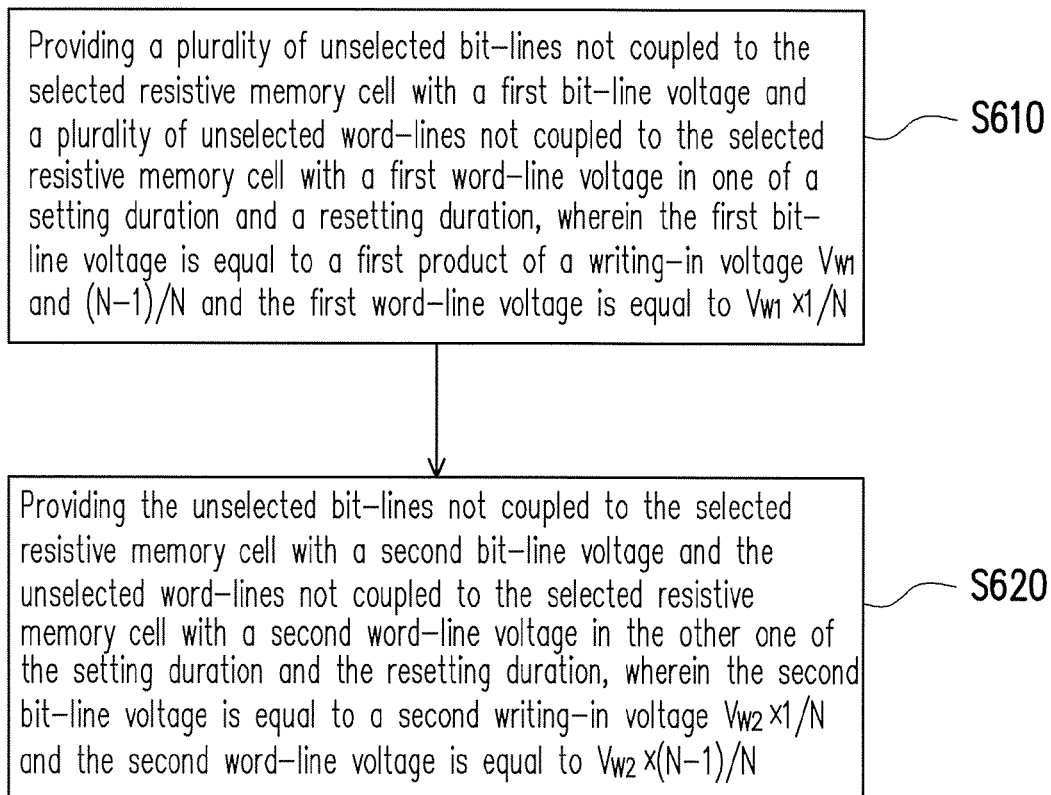 Providing a plurality of unselected bit-lines not coupled to the
selected resistive memory cell with a first bit-line voltage and
a plurality of unselected word-lines not coupled to the selected
resistive memory cell with a first word-line voltage in one of a
setting duration and a resetting duration, wherein the first bit-
line voltage is equal to a first product of a writing-in voltage VW1
and (N-1)/N and the first word-line voltage is equal to VW1 ×1/N
S610
Providing the unselected bit-lines not coupled to the selected
resistive memory cell with a second bit-line voltage and the
unselected word-lines not coupled to the selected resistive
memory cell with a second word-line voltage in the other one of
the setting duration and the resetting duration, wherein the second
bit-line voltage is equal to a second writing-in voltage VW2 ×1/N
and the second word-line voltage is equal to VW2 ×(N-1)/N
S620